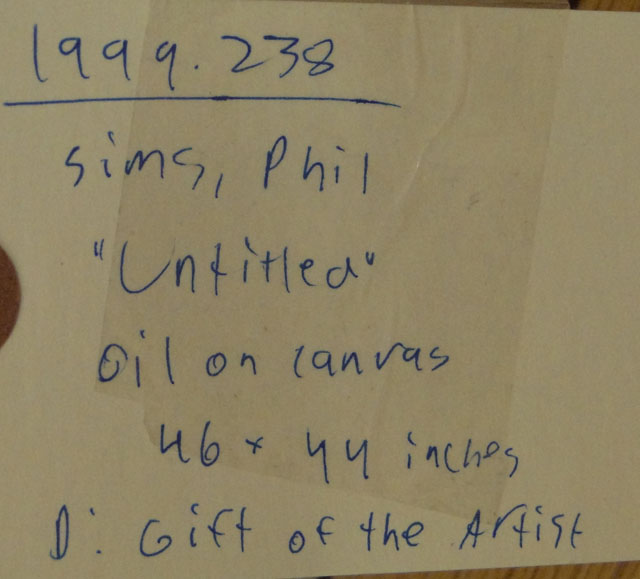 1999.238
Sims, Phil
"Untitled"
oil on canvas
46 x 44 inches
D: Gift of the Artist